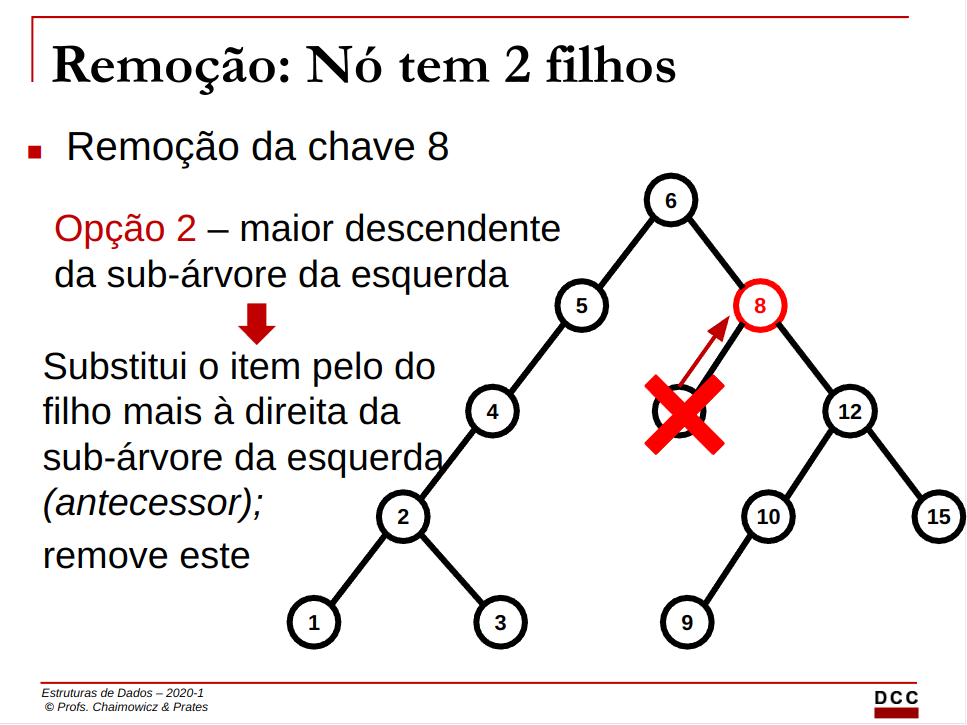 Remoção: Nó tem 2 filhos
Remoção da chave 8
Opção 2 – maior descendente
da sub-árvore da esquerda
Substitui o item pelo do
filho mais à direita da
sub-árvore da esquerda
(antecessor);
remove este
6
5
8
4
12
2
10
15
1
3
9
Estruturas de Dados – 2020-1
© Profs. Chaimowicz & Prates
DCC